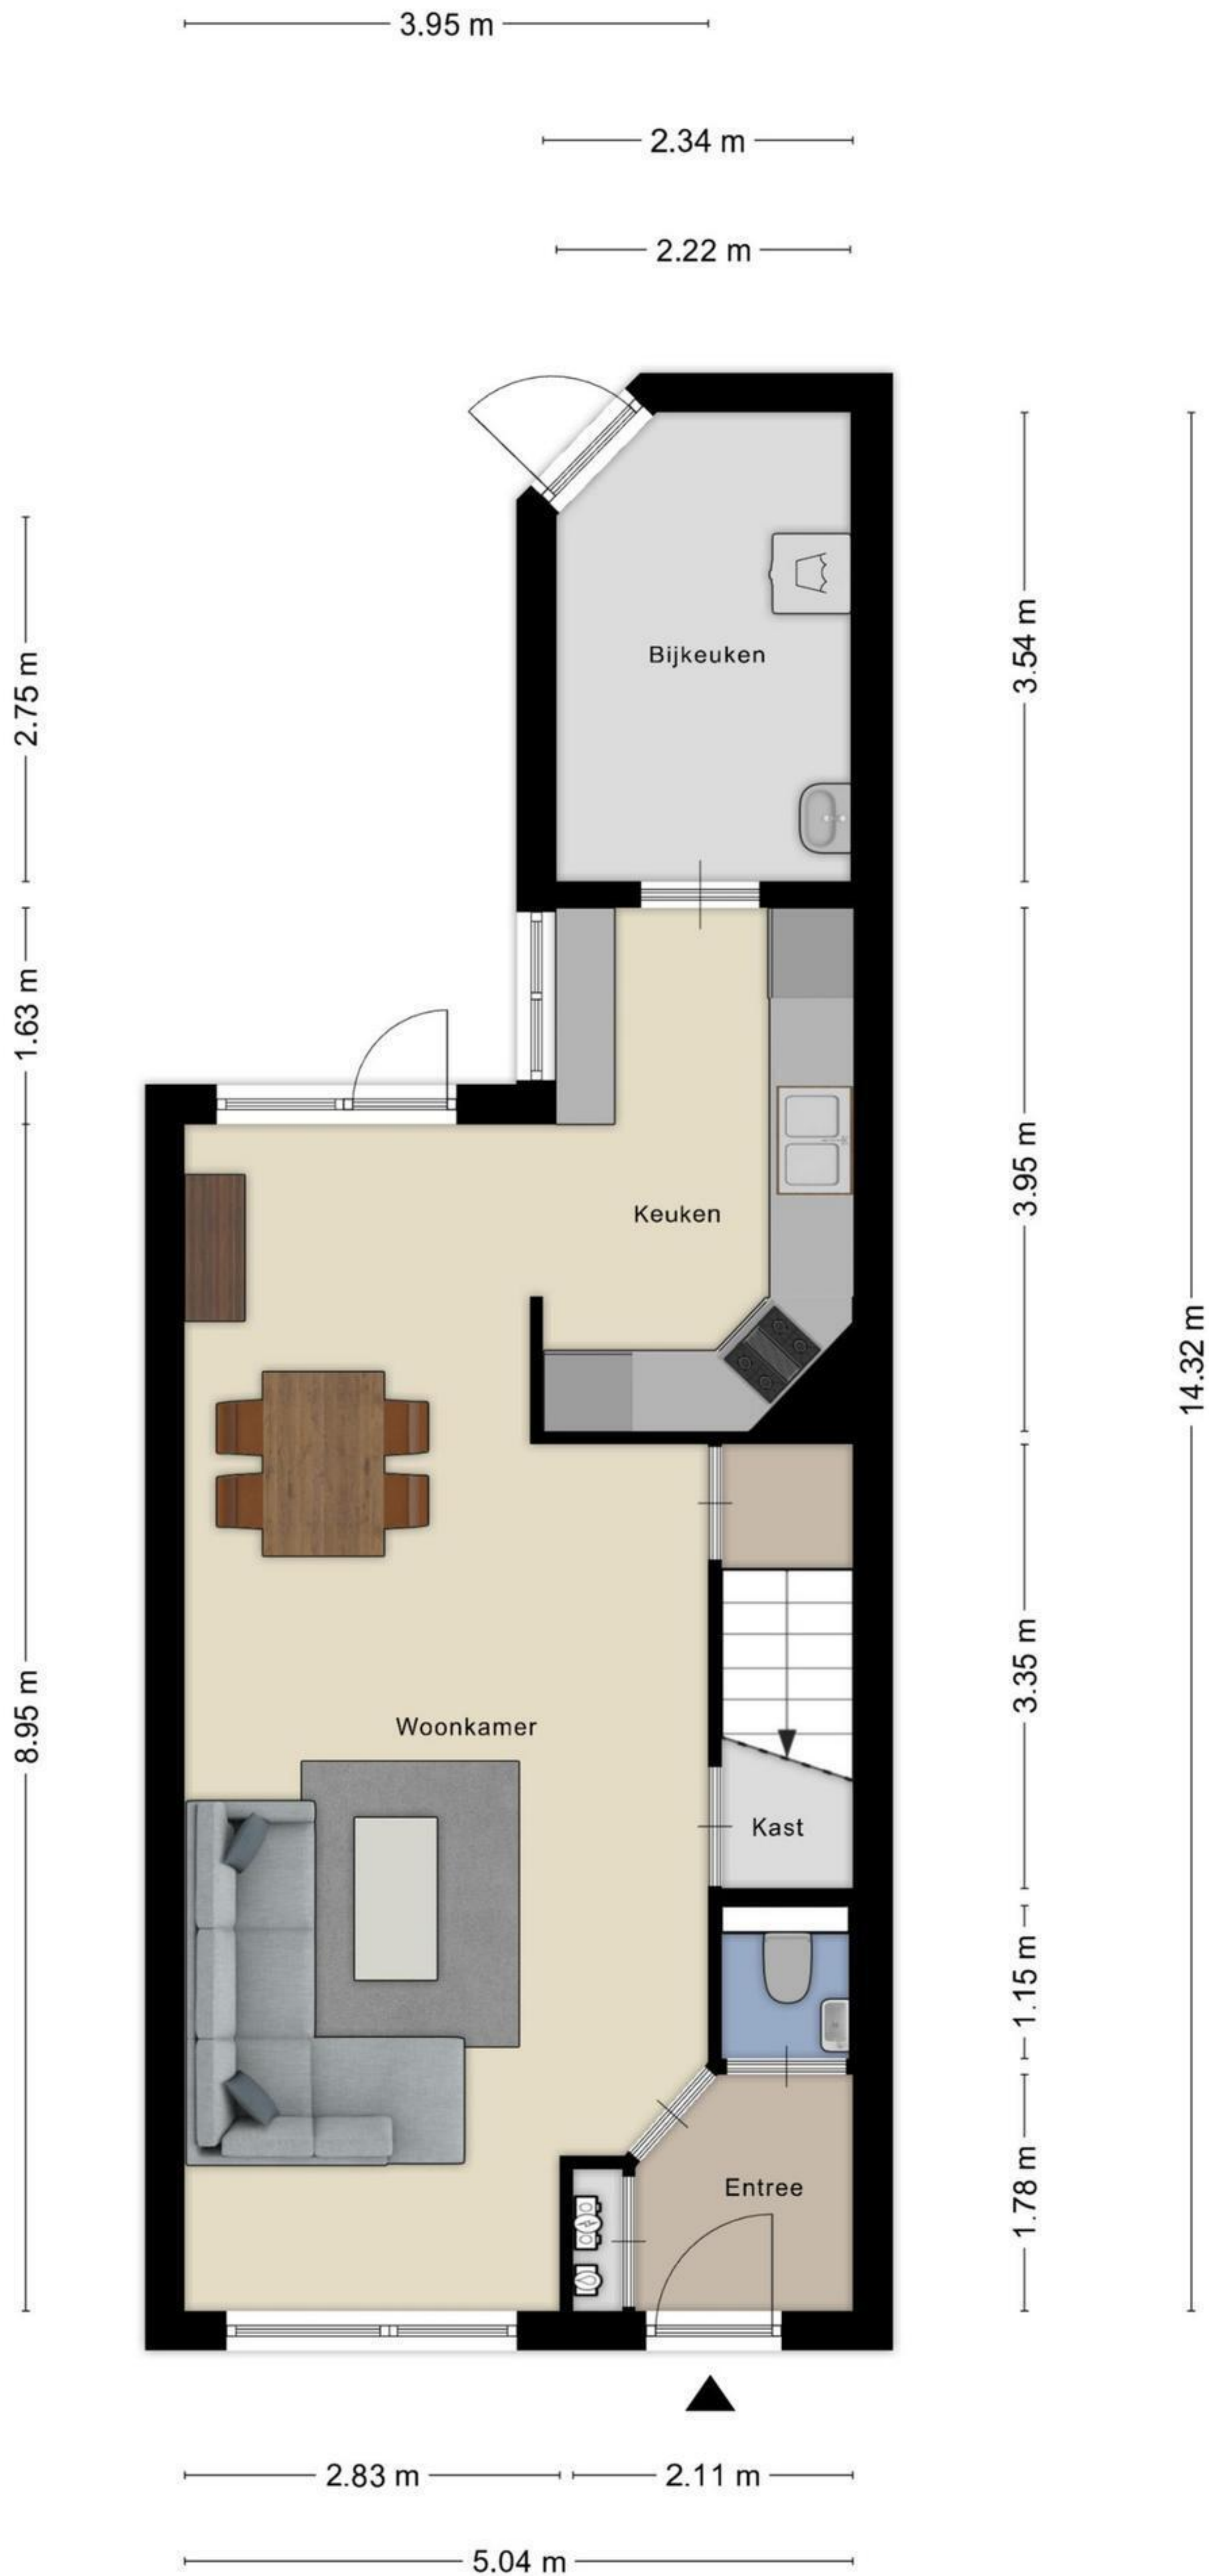 3.95 m
2.34 m
2.22 m
2.75 m
3.54 m
Bijkeuken
1.63 m
3.95 m
Keuken
14.32 m
8.95 m
3.35 m
Woonkamer
Kast
1.15 m
1.78 m
Entree
2.83 m
2.11 m
5.04 m